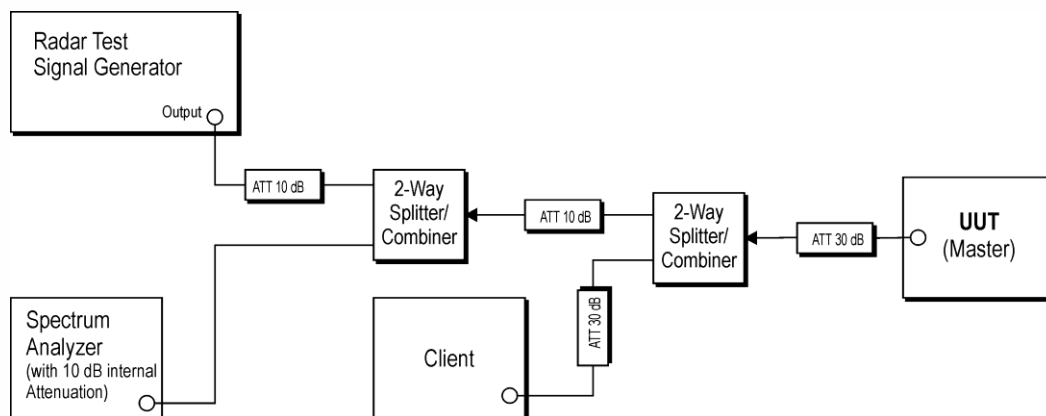 Radar Test
Signal Generator
Output
ATT 10 dB
2-Way
Splitter/
Combiner
ATT 10 dB
2-Way
Splitter/
Combiner
ATT 30 dB
UUT
(Master)
Spectrum
Analyzer
(with 10 dB internal
Attenuation)
Client
ATT 30 dB